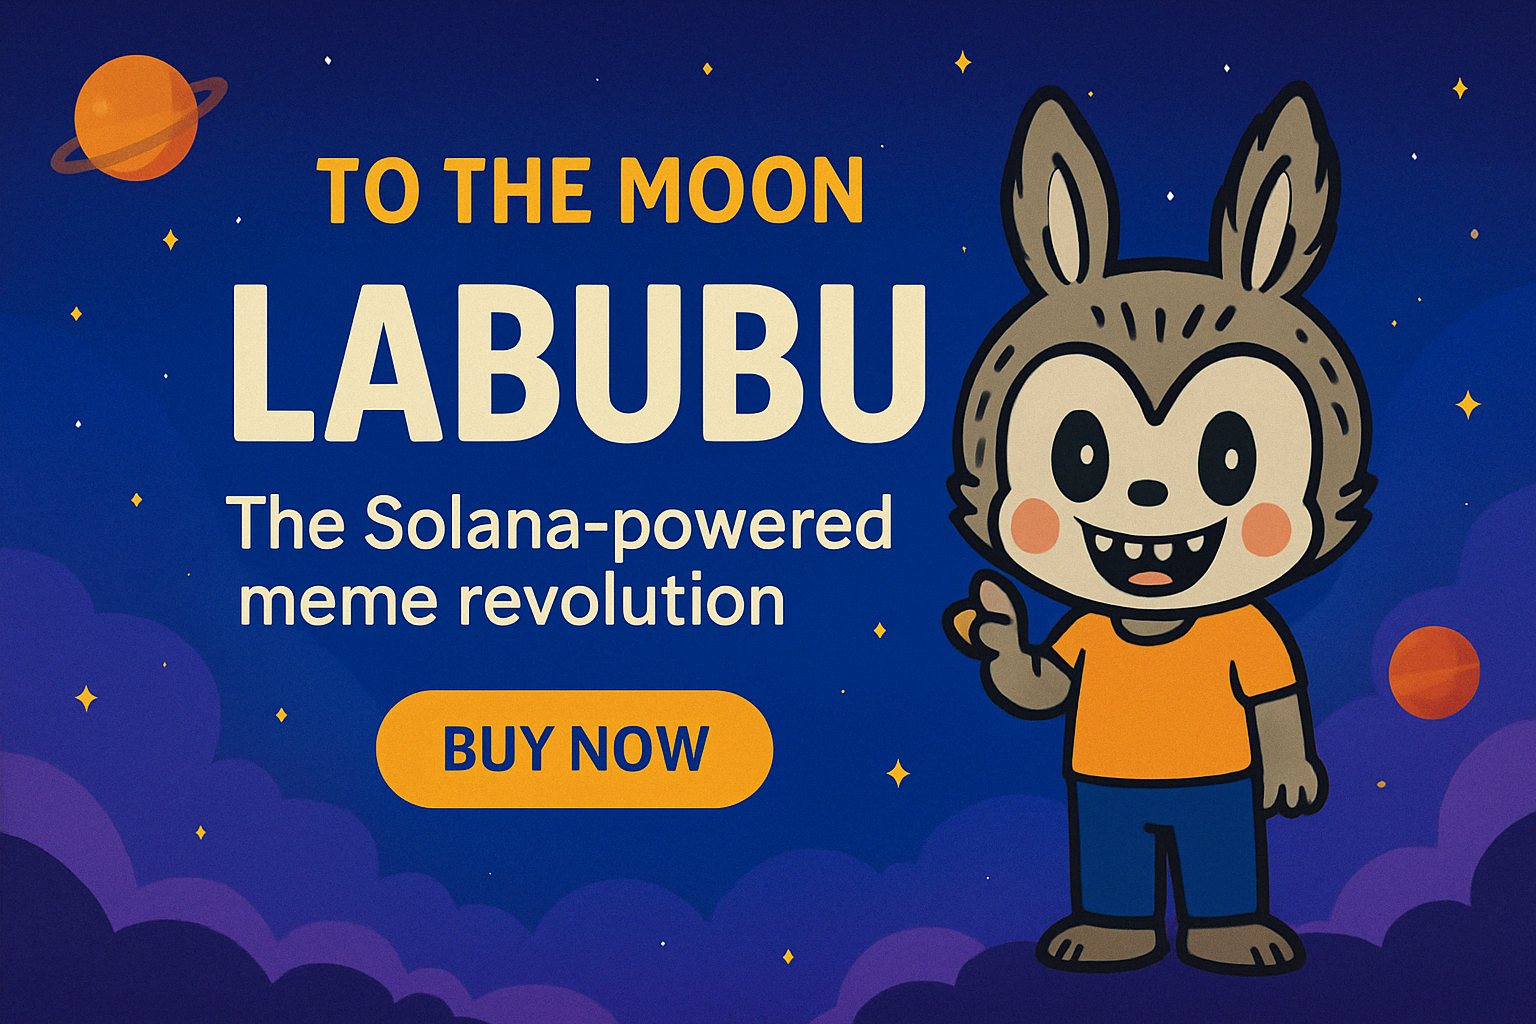 TO THE MOON
LABUBU
The Solana-powered
meme revolution
BUY NOW